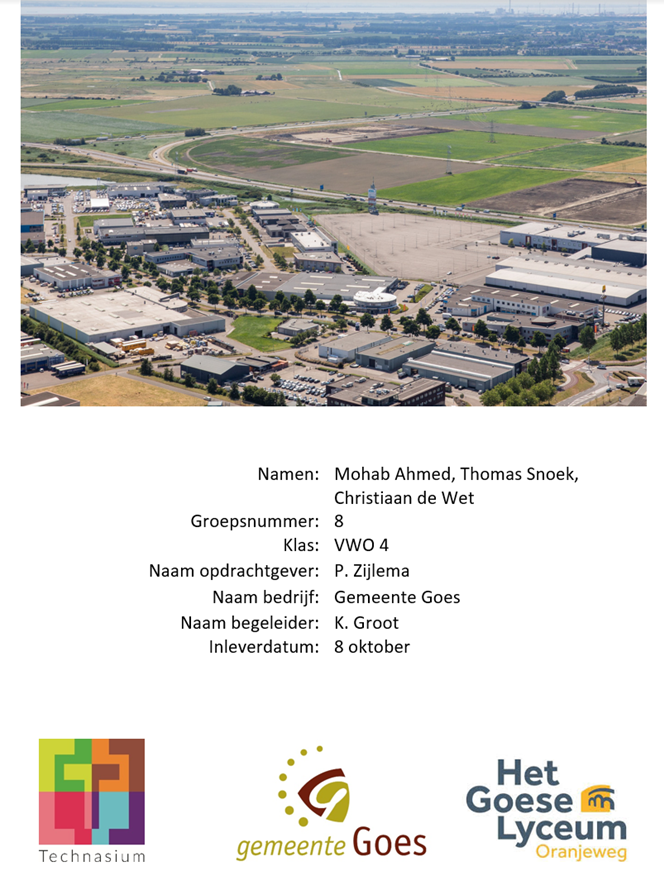 Namen: Mohab Ahmed, Thomas Snoek,
Christiaan de Wet
Groepsnummer: 8
Klas: VWO 4
Naam opdrachtgever: P. Zijlema
Naam bedrijf: Gemeente Goes
Naam begeleider: K. Groot
Inleverdatum: 8 oktober
Technasium
gemeente Goes
Het
Goese
Lyceum
Oranjeweg